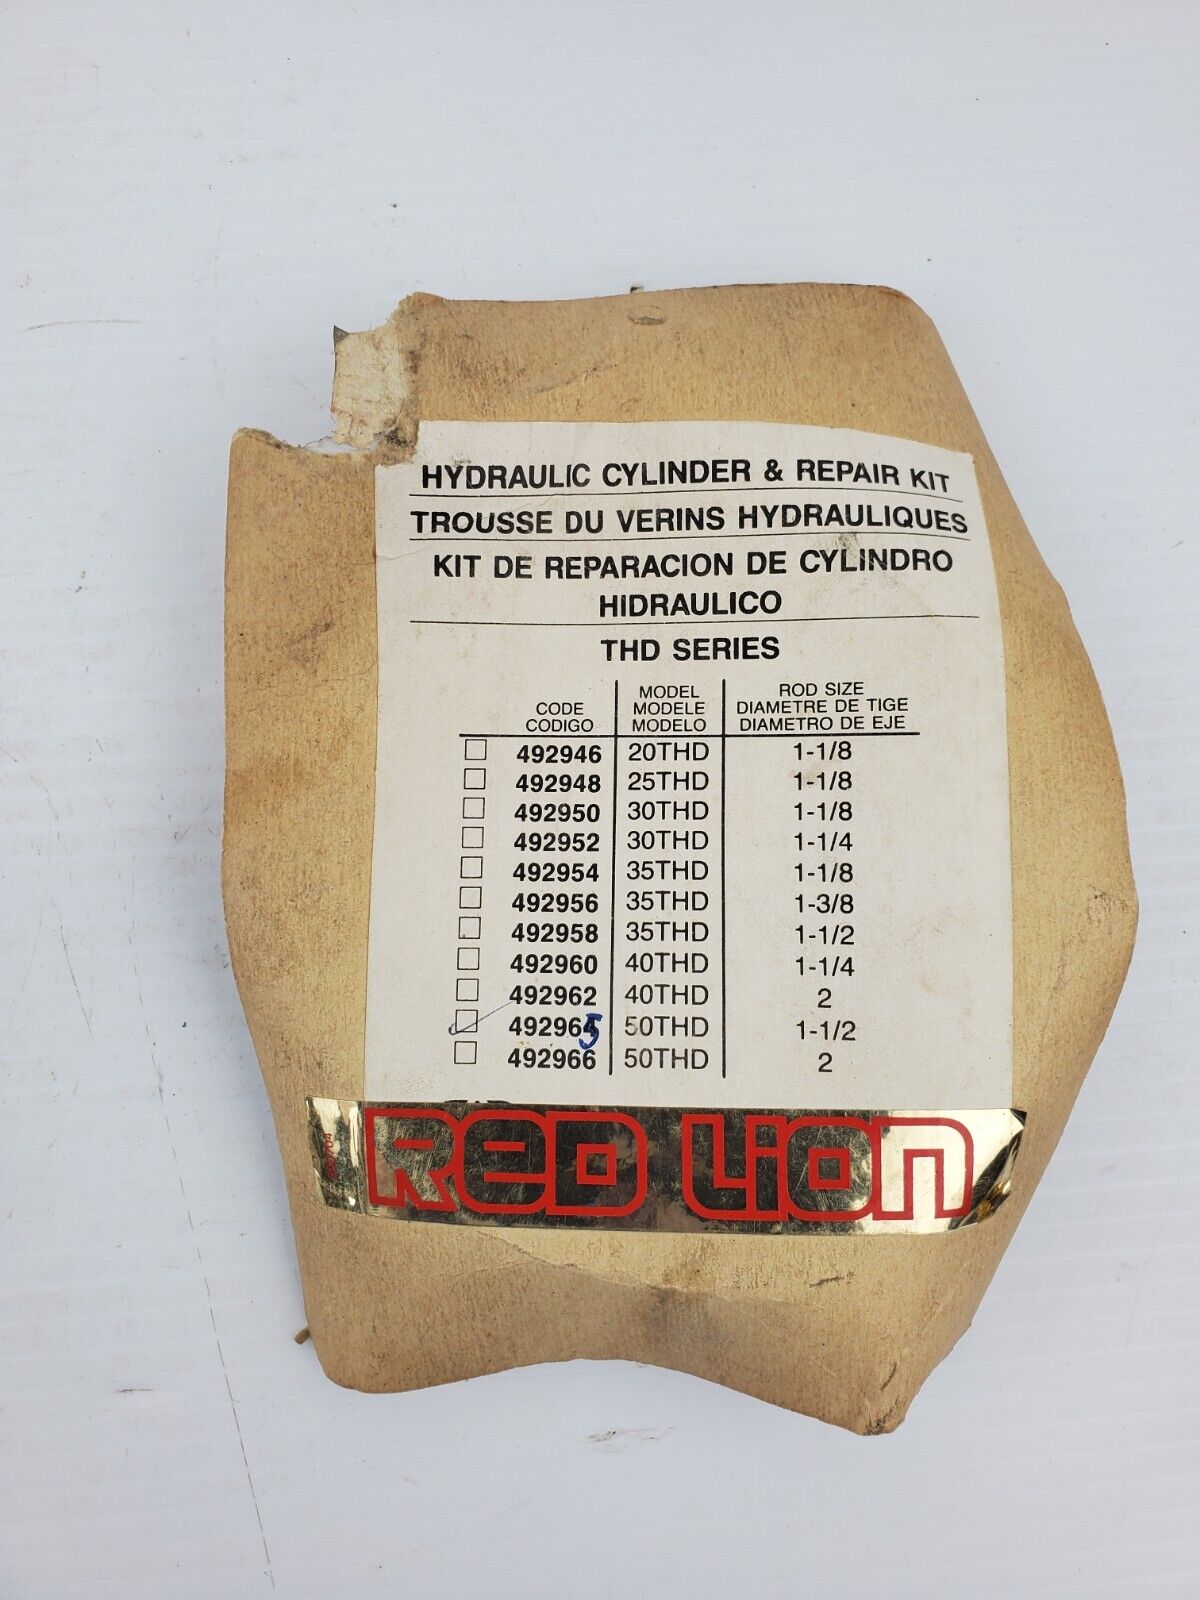 HYDRAULIC CYLINDER & REPAIR KIT
TROUSSE DU VERINS HYDRAULIQUES
KIT DE REPARACION DE CYLINDRO
HIDRAULICO
THD SERIES
CODE CODIGO MODEL MODELE MODELO ROD SIZE DIAMETRE DE TIGE DIAMETRO DE EJE
492946 20THD 1-1/8
492948 25THD 1-1/8
492950 30THD 1-1/8
492952 30THD 1-1/4
492954 35THD 1-1/8
492956 35THD 1-3/8
492958 35THD 1-1/2
492960 40THD 1-1/4
492962 40THD 2
492964 5 50THD 1-1/2
492966 50THD 2
RED LION